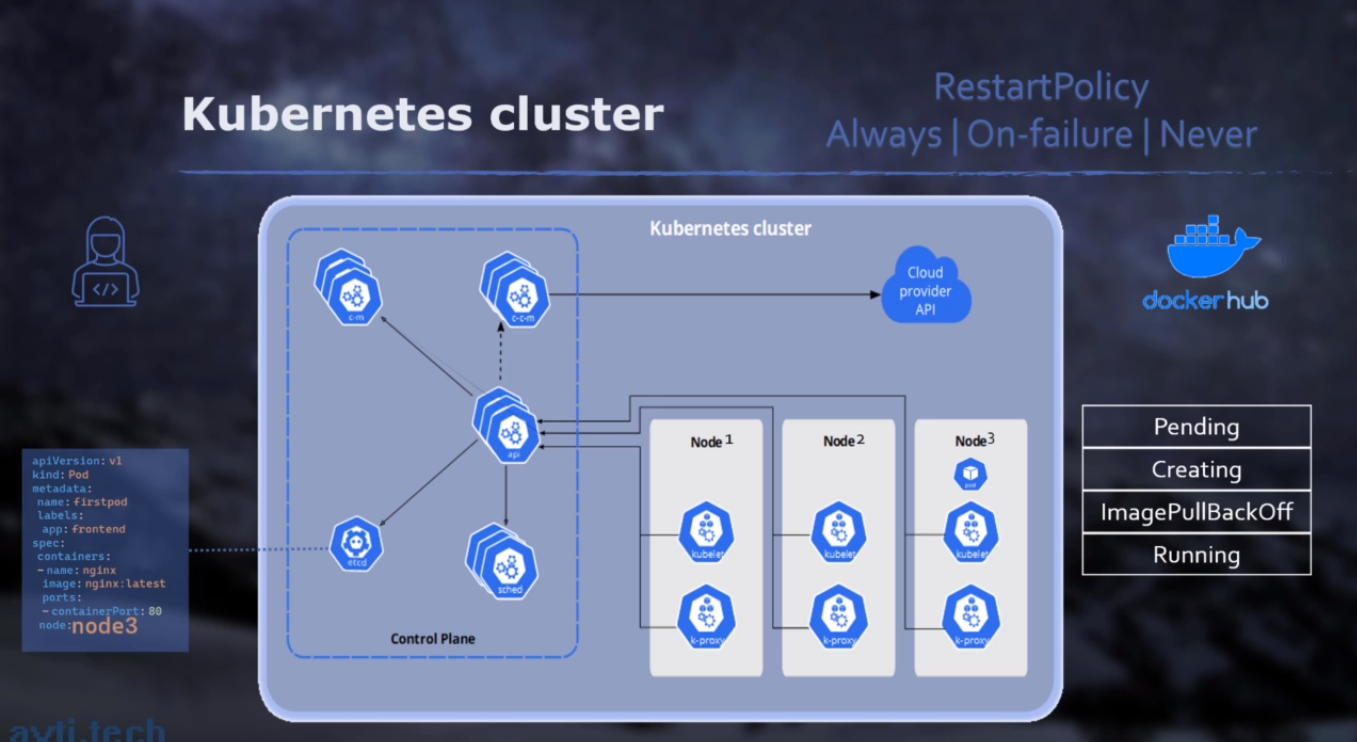 Kubernetes cluster
RestartPolicy
Always | On-failure | Never
Kubernetes cluster
c-m
c-c-m
Cloud
provider
API
docker hub
api
Node 1
Node 2
Node 3
pod
kubelet
kubelet
kubelet
k-proxy
k-proxy
k-proxy
etcd
sched
Control Plane
apiVersion: v1
kind: Pod
metadata:
name: firstpod
labels:
app: frontend
spec:
containers:
- name: nginx
image: nginx:latest
ports:
- containerPort: 80
node: node3
Pending
Creating
ImagePullBackOff
Running
avti.tech